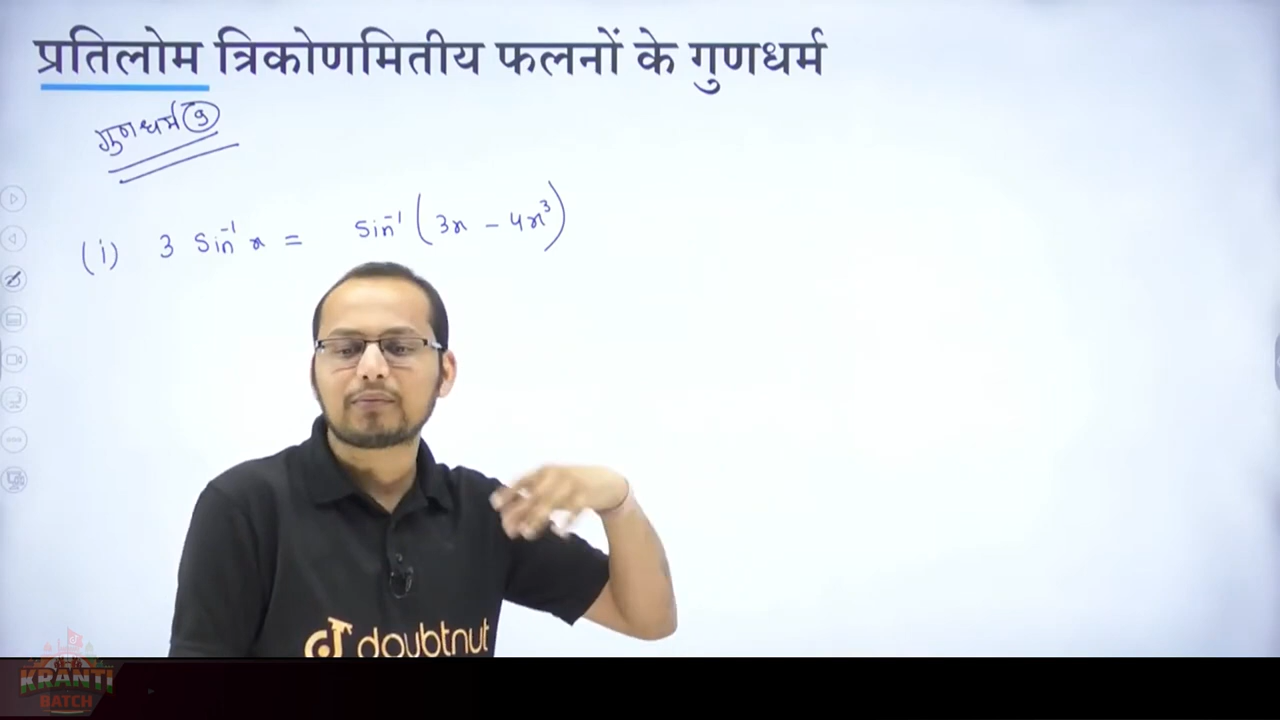 प्रतिलोम त्रिकोणमितीय फलनों के गुणधर्म
गुणधर्म ⑨
(i) 3 sin⁻¹ x = sin⁻¹ (3x – 4x³)
doubtnut
KRANTI
BATCH